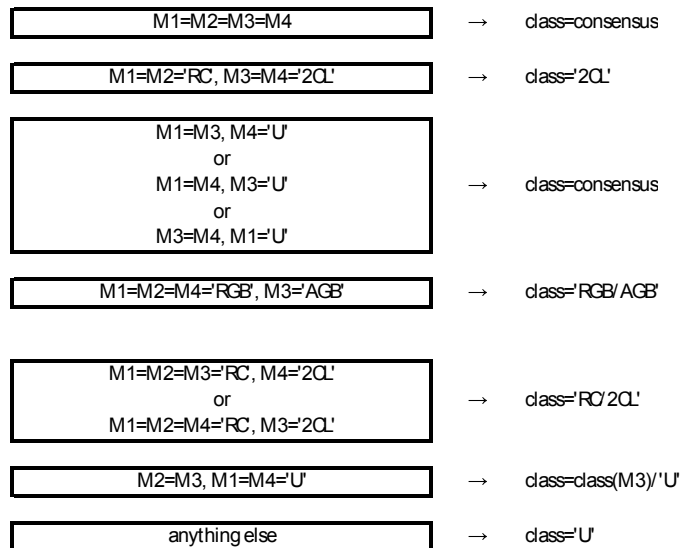 M1=M2=M3=M4 → class=consensus
M1=M2='RC', M3=M4='2CL' → class='2CL'
M1=M3, M4='U'
or
M1=M4, M3='U' → class=consensus
or
M3=M4, M1='U'
M1=M2=M4='RGB', M3='AGB' → class='RGB/AGB'
M1=M2=M3='RC', M4='2CL'
or → class='RC/2CL'
M1=M2=M4='RC', M3='2CL'
M2=M3, M1=M4='U' → class=class(M3)/'U'
anything else → class='U'